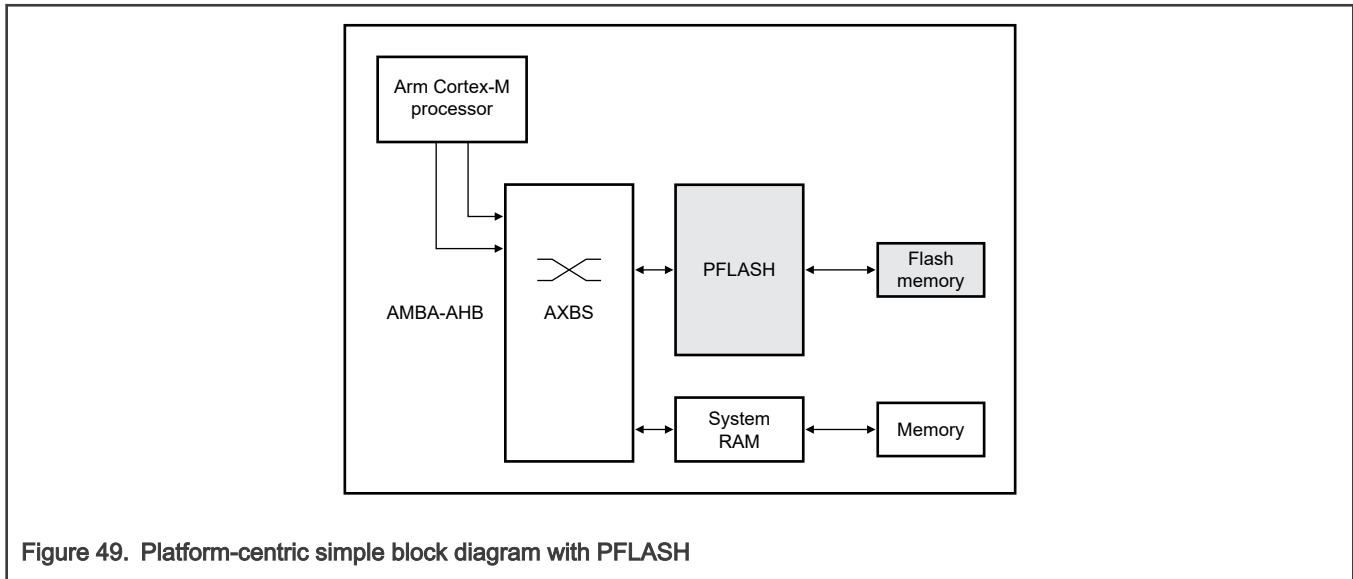 Arm Cortex-M
processor
AMBA-AHB
AXBS
PFLASH
Flash
memory
System
RAM
Memory
Figure 49. Platform-centric simple block diagram with PFLASH